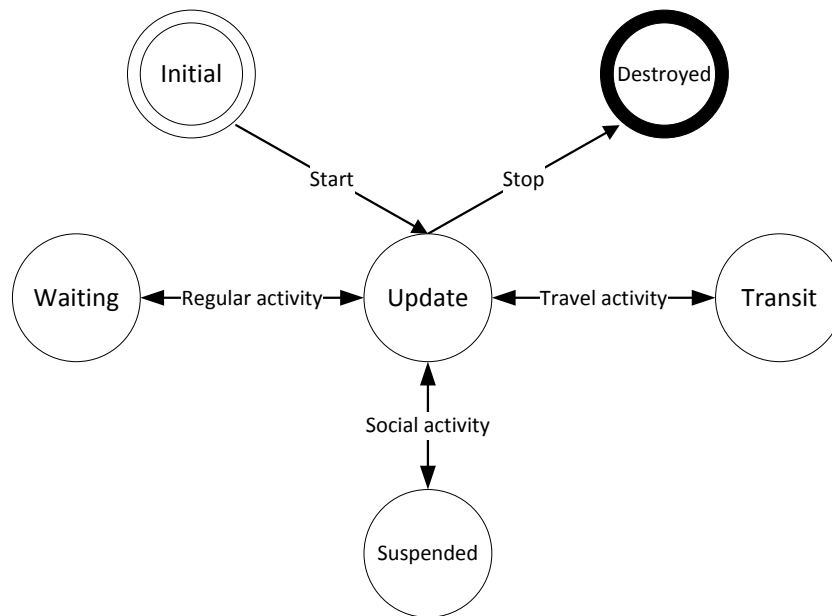 Initial
Destroyed
Start
Stop
Waiting
Regular activity
Update
Travel activity
Transit
Social activity
Suspended